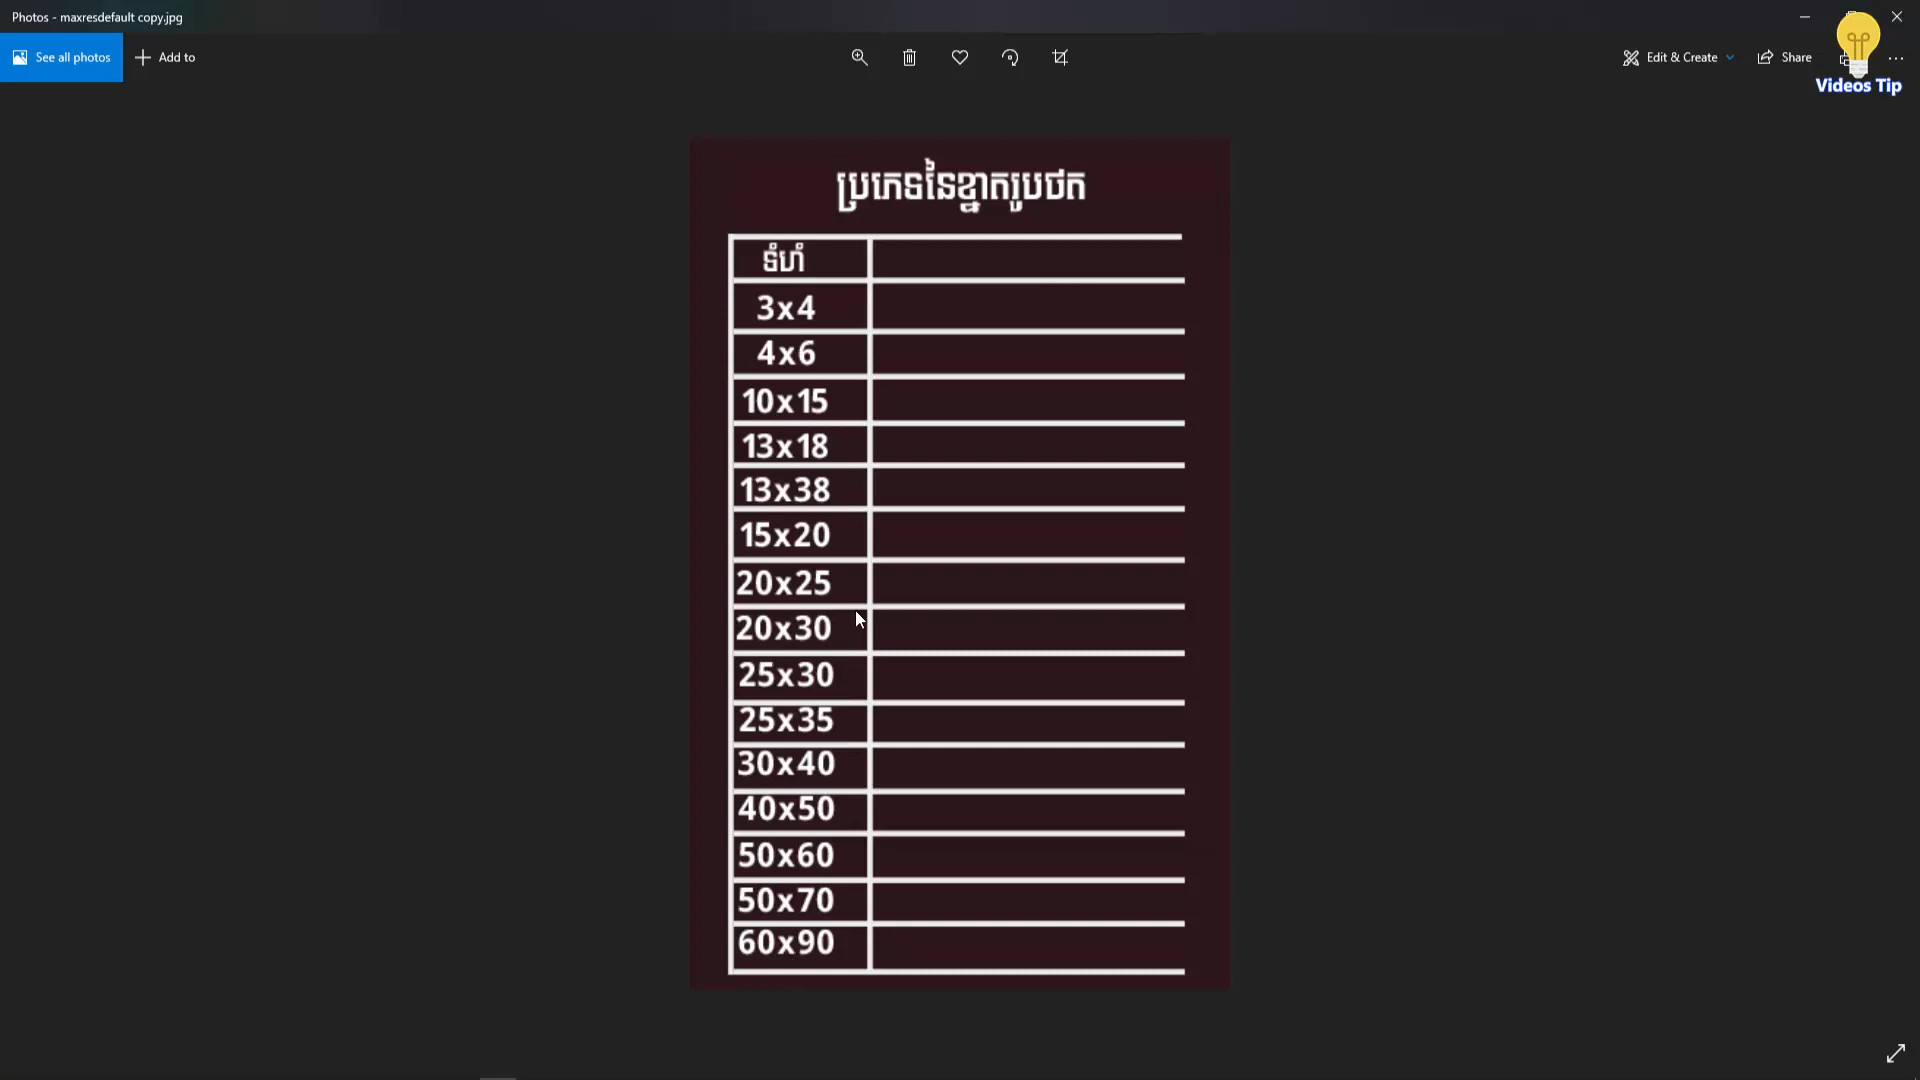 Photos - maxresdefault copy.jpg
See all photos
Add to
Edit & Create
Share
Videos Tip
ប្រភេទនៃខ្នាតរូបថត
ទំហំ
3x4
4x6
10x15
13x18
13x38
15x20
20x25
20x30
25x30
25x35
30x40
40x50
50x60
50x70
60x90